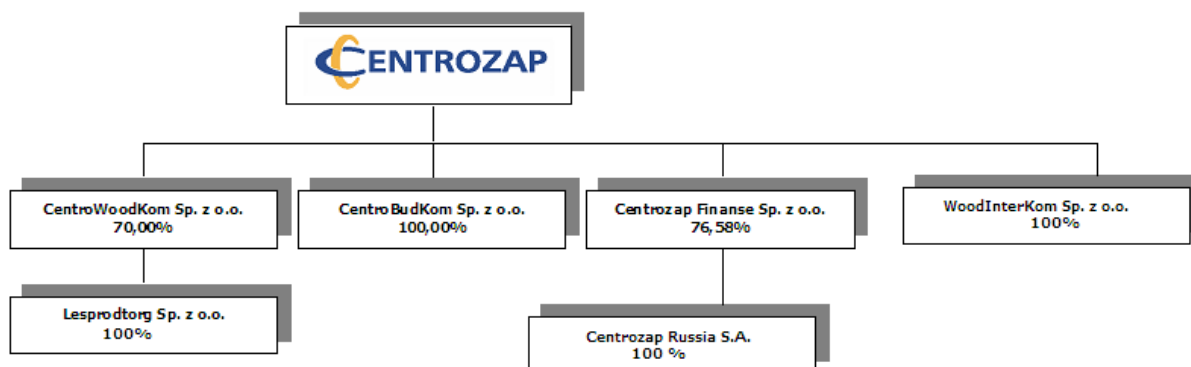 CENTROZAP
CentroWoodKom Sp. z o.o.
70,00%
CentroBudKom Sp. z o.o.
100,00%
Centrozap Finanse Sp. z o.o.
76,58%
WoodInterKom Sp. z o.o.
100%
Lesprodtorg Sp. z o.o.
100%
Centrozap Russia S.A.
100 %